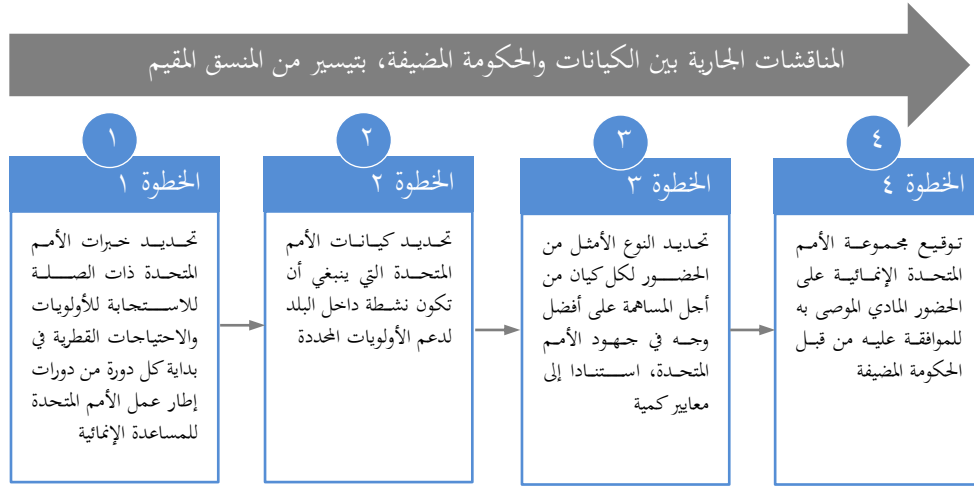 المناقشات الجارية بين الكيانات والحكومة المضيفة، بتيسير من المنسق المقيم
١
الخطوة ١
تحديد خبرات الأمم
المتحدة ذات الصلة
للاستجابة للأولويات
والاحتياجات القطرية في
بداية كل دورة من دورات
إطار عمل الأمم المتحدة
للمساعدة الإنمائية
٢
الخطوة ٢
تحديد كيانات الأمم
المتحدة التي ينبغي أن
تكون نشطة داخل البلد
لدعم الأولويات المحددة
٣
الخطوة ٣
تحديد النوع الأمثل من
الحضور لكل كيان من
أجل المساهمة على أفضل
وجه في جهود الأمم
المتحدة، استنادا إلى
معايير كمية
٤
الخطوة ٤
توقيع مجموعة الأمم
المتحدة الإنمائية على
الحضور المادي الموصى به
للموافقة عليه من قبل
الحكومة المضيفة